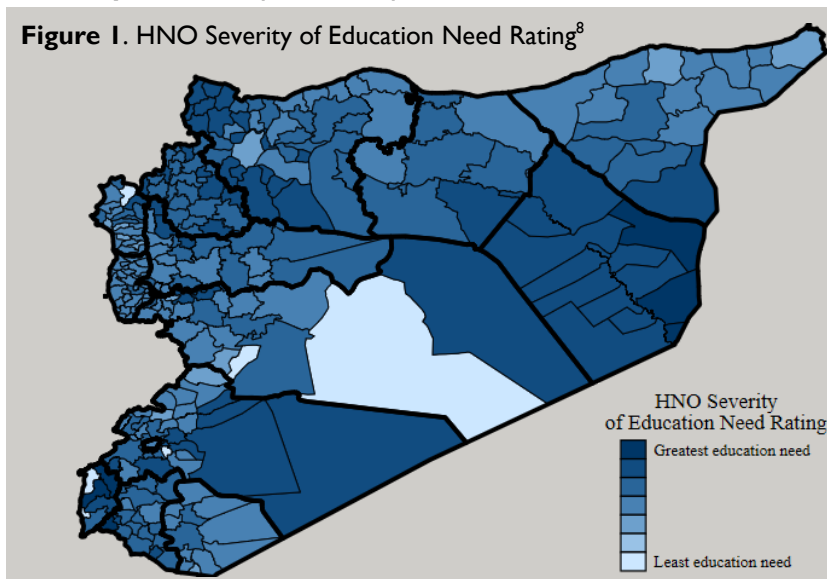 Figure 1. HNO Severity of Education Need Rating8
HNO Severity
of Education Need Rating
Greatest education need
Least education need